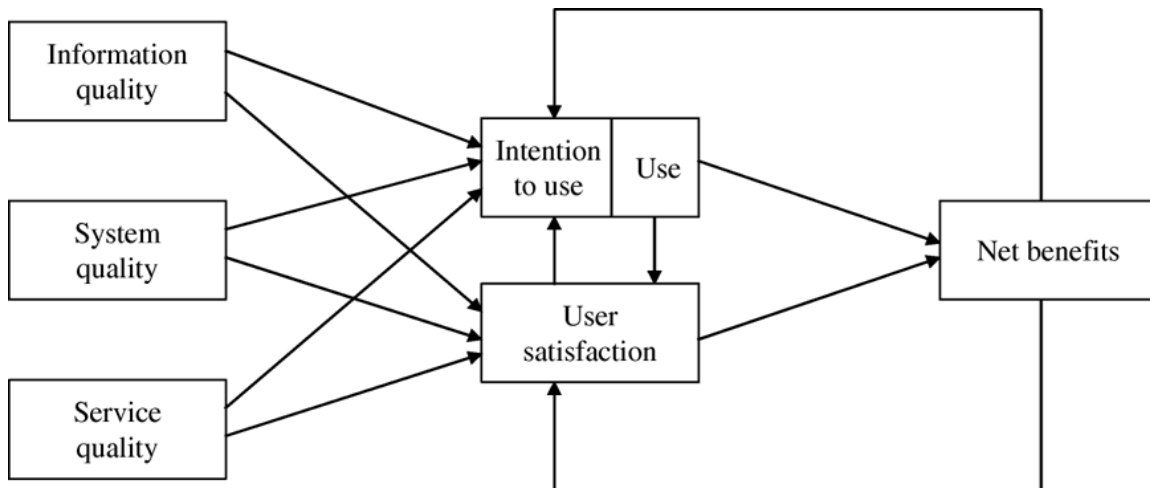 Information
quality
Intention
to use
Use
System
quality
Net benefits
User
satisfaction
Service
quality